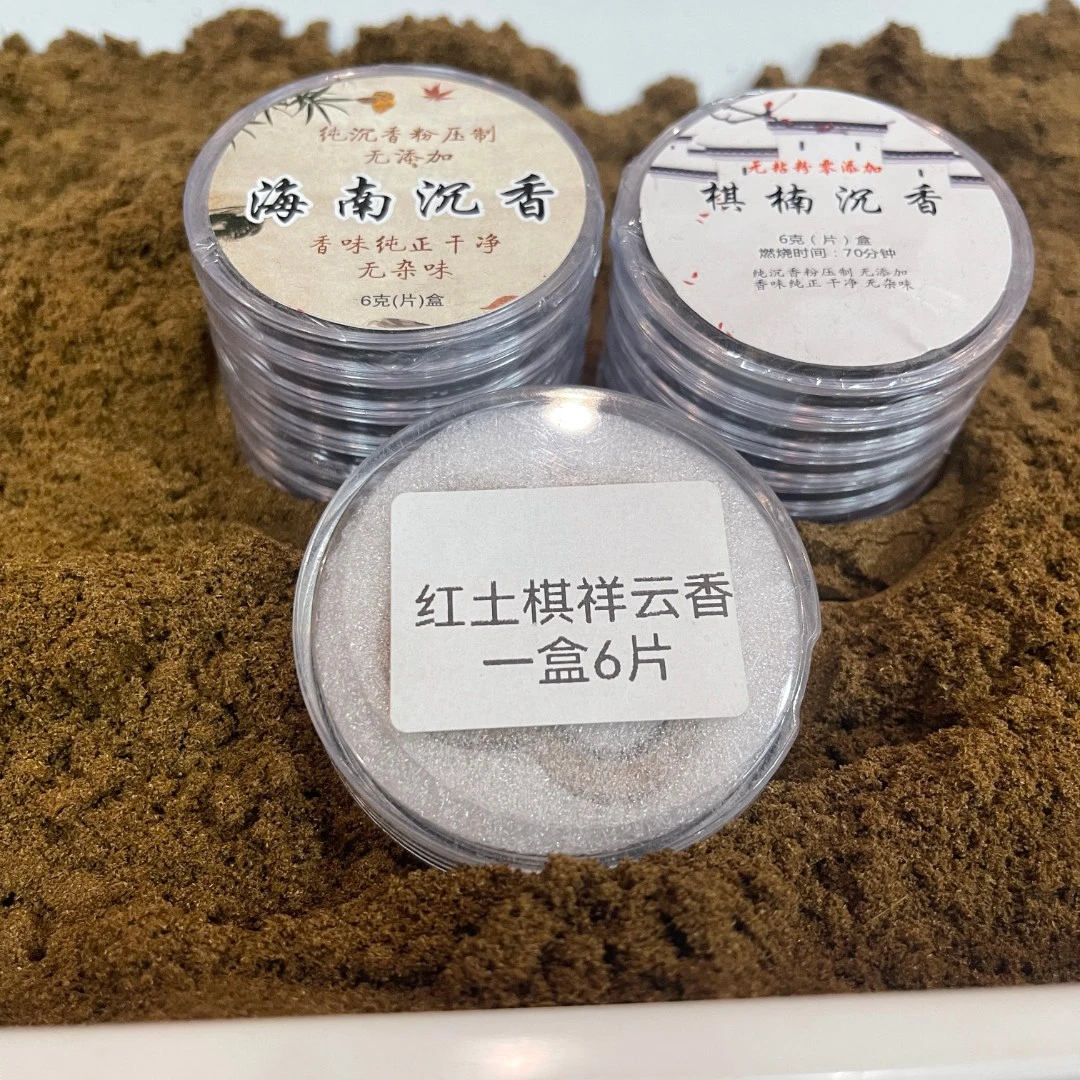 纯沉香粉压制
无添加
海南沉香
香味纯正干净
无杂味
6克(片)盒
无粘粉零添加
棋楠沉香
6克(片)盒
燃烧时间:70分钟
纯沉香粉压制 无添加
香味纯正干净 无杂味
红土棋祥云香
一盒6片